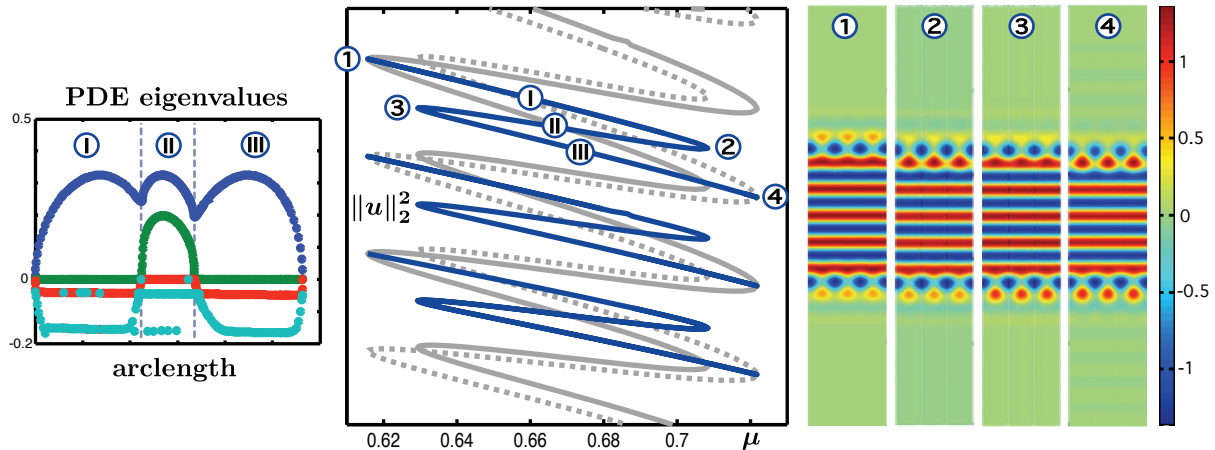 PDE eigenvalues
0.5
I
II
III
0
-0.2
arclength
1
I
3
II
2
III
4
‖u‖₂²
0.62
0.64
0.66
0.68
0.7
μ
1
2
3
4
1
0.5
0
-0.5
-1